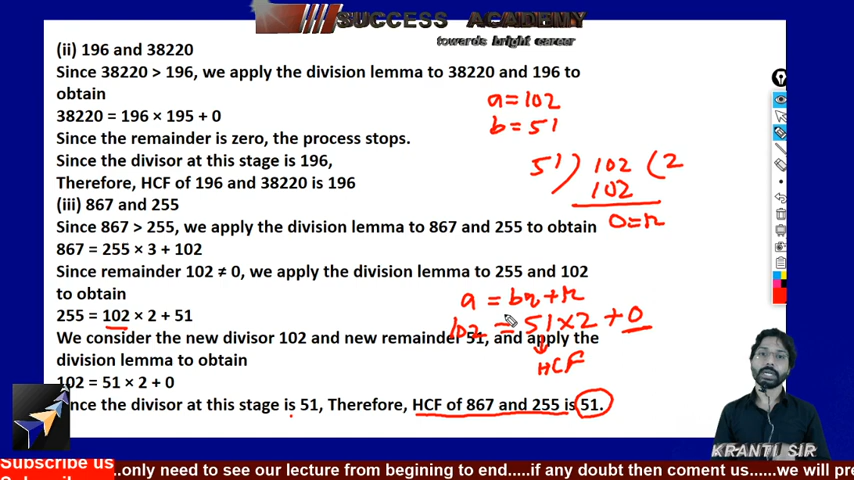 SUCCESS ACADEMY
towards bright career
(ii) 196 and 38220
Since 38220 > 196, we apply the division lemma to 38220 and 196 to
obtain
38220 = 196 × 195 + 0
Since the remainder is zero, the process stops.
Since the divisor at this stage is 196,
Therefore, HCF of 196 and 38220 is 196
(iii) 867 and 255
Since 867 > 255, we apply the division lemma to 867 and 255 to obtain
867 = 255 × 3 + 102
Since remainder 102 ≠ 0, we apply the division lemma to 255 and 102
to obtain
255 = 102 × 2 + 51
We consider the new divisor 102 and new remainder 51, and apply the
division lemma to obtain
102 = 51 × 2 + 0
Since the divisor at this stage is 51, Therefore, HCF of 867 and 255 is 51.
a = 102
b = 51
51) 102 (2
102
0 = r
a = bq + r
102 = 51 × 2 + 0
HCF
KRANTI SIR
Subscribe us
..only need to see our lecture from begining to end.....if any doubt then coment us......we will pre